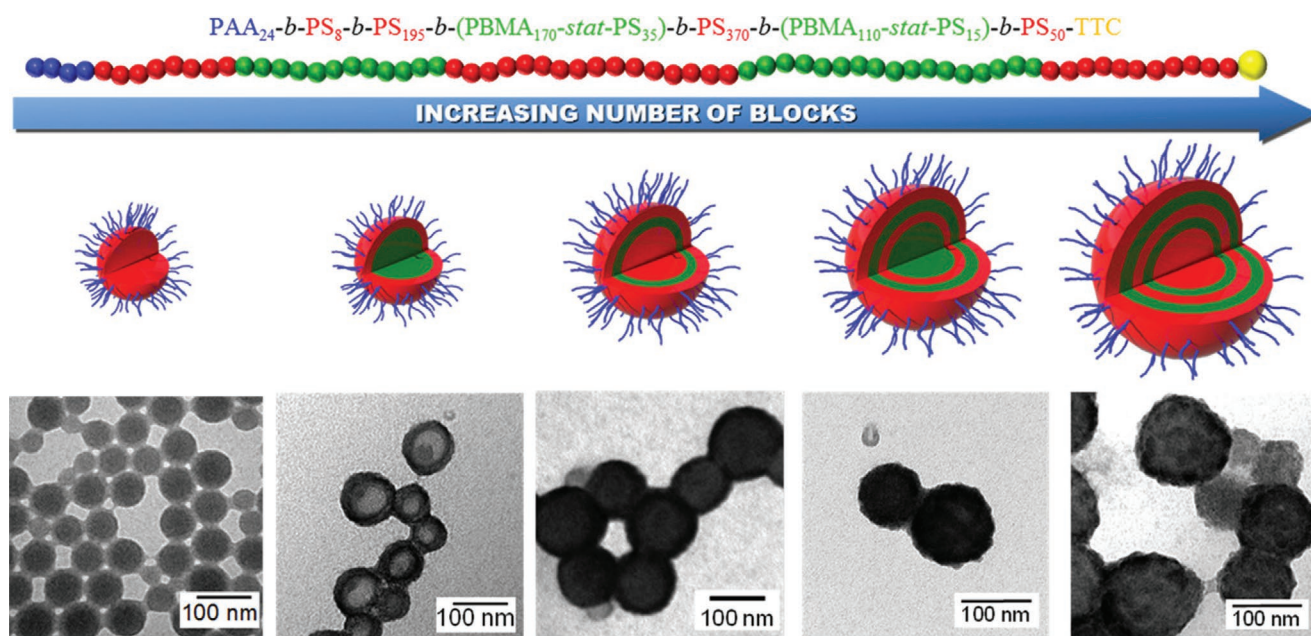 PAA24-b-PS8-b-PS195-b-(PBMA170-stat-PS35)-b-PS370-b-(PBMA110-stat-PS15)-b-PS50-TTC
INCREASING NUMBER OF BLOCKS
100 nm
100 nm
100 nm
100 nm
100 nm